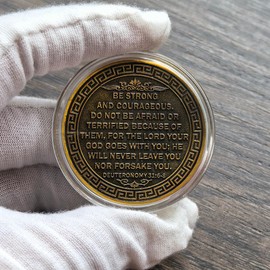 BE STRONG
AND COURAGEOUS.
DO NOT BE AFRAID OR
TERRIFIED BECAUSE OF
THEM, FOR THE LORD YOUR
GOD GOES WITH YOU; HE
WILL NEVER LEAVE YOU
NOR FORSAKE YOU.
DEUTERONOMY 31:6-8